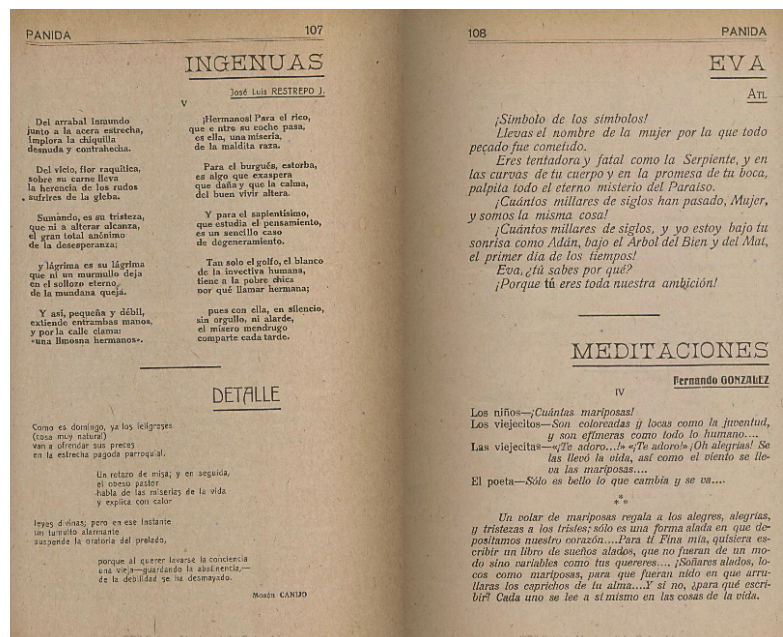 PANIDA
107
INGENUAS
José Luis RESTREPO J.
V
Del arrabal inmundo
junto a la acera estrecha,
implora la chiquilla
desnuda y contrahecha.
Del vicio, flor raquítica,
sobre su carne lleva
la herencia de los rudos
sufrires de la gleba.
Sumando, es su tristeza,
que ni a alterar alcanza,
el gran total anónimo
de la desesperanza;
y lágrima es su lágrima
que ni un murmullo deja
en el sollozo eterno,
de la mundana queja.
Y así, pequeña y débil,
extiende entrambas manos,
y por la calle clama:
«una limosna hermanos».
¡Hermanos! Para el rico,
que e ntre su coche pasa,
es ella, una miseria,
de la maldita raza.
Para el burgués, estorba,
es algo que exaspera
que daña y que la calma,
del buen vivir altera.
Y para el sapientísimo,
que estudia el pensamiento,
es un sencillo caso
de degeneramiento.
Tan solo el golfo, el blanco
de la invectiva humana,
tiene a la pobre chica
por qué llamar hermana;
pues con ella, en silencio,
sin orgullo, ni alarde,
el mísero mendrugo
comparte cada tarde.
DETALLE
Como es domingo, ya los feligreses
(cosa muy natural)
van a ofrendar sus preces
en la estrecha pagoda parroquial.
Un retazo de misa; y en seguida,
el obeso pastor
habla de las miserias de la vida
y explica con calor
leyes divinas; pero en ese instante
un tumulto alarmante
suspende la oratoria del prelado,
porque al querer lavarse la conciencia
una vieja—guardando la abstinencia,—
de la debilidad se ha desmayado.
Mosén CANIJO
108
PANIDA
EVA
ATL
¡Símbolo de los símbolos!
Llevas el nombre de la mujer por la que todo
pecado fue cometido.
Eres tentadora y fatal como la Serpiente, y en
las curvas de tu cuerpo y en la promesa de tu boca,
palpita todo el eterno misterio del Paraíso.
¡Cuántos millares de siglos han pasado, Mujer,
y somos la misma cosa!
¡Cuántos millares de siglos, y yo estoy bajo tu
sonrisa como Adán, bajo el Arbol del Bien y del Mal,
el primer día de los tiempos!
Eva, ¿tú sabes por qué?
¡Porque tú eres toda nuestra ambición!
MEDITACIONES
Fernando GONZALEZ
IV
Los niños—¡Cuántas mariposas!
Los viejecitos—Son coloreadas y locas como la juventud,
y son efímeras como todo lo humano....
Las viejecitas—«¡Te adoro...!» «¡Te adoro!» ¡Oh alegrías! Se
las llevó la vida, así como el viento se lle-
va las mariposas....
El poeta—Sólo es bello lo que cambia y se va....
***
Un volar de mariposas regala a los alegres, alegrías,
y tristezas a los tristes; sólo es una forma alada en que de-
positamos nuestro corazón....Para tí Fina mía, quisiera es-
cribir un libro de sueños alados, que no fueran de un mo-
do sino variables como tus quereres.... ¡Soñares alados, lo-
cos como mariposas, para que fueran nido en que arru-
llaras los caprichos de tu alma....Y si no, ¿para qué escri-
bir? Cada uno se lee a sí mismo en las cosas de la vida.